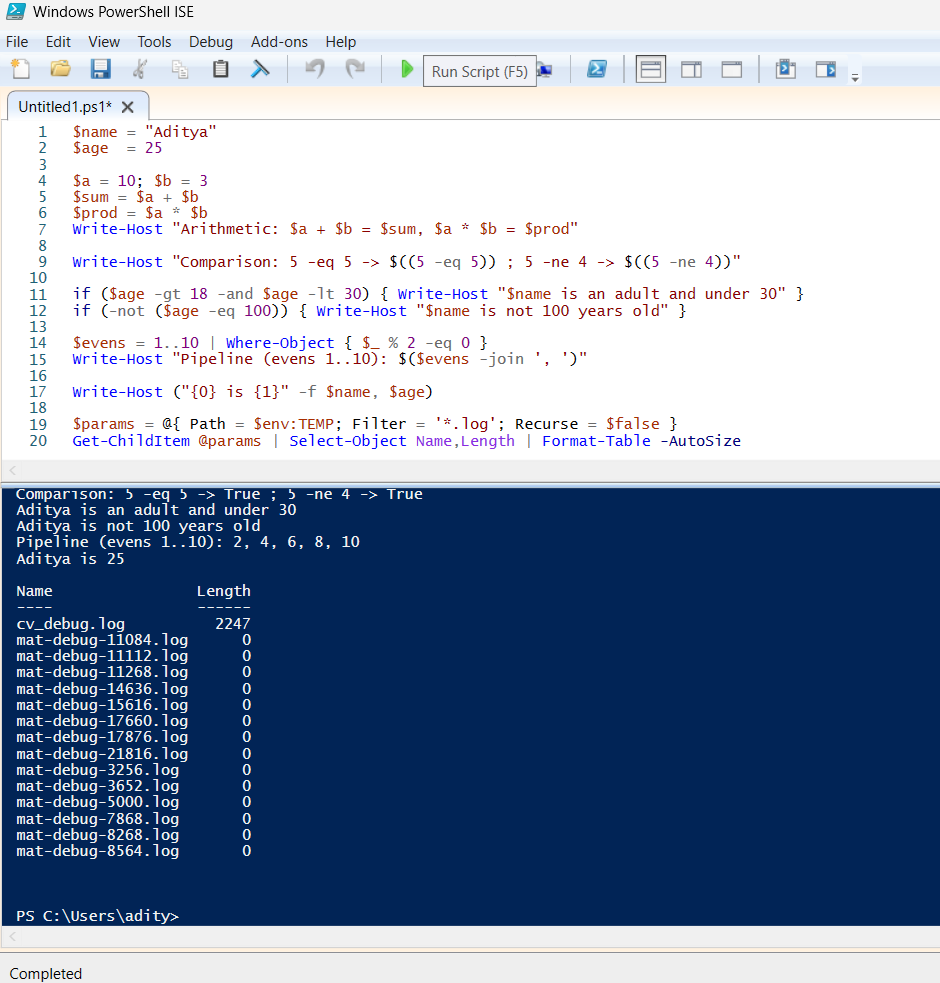 Windows PowerShell ISE
File Edit View Tools Debug Add-ons Help
Run Script (F5)
Untitled1.ps1*
1 $name = "Aditya"
2 $age  = 25
3
4 $a = 10; $b = 3
5 $sum = $a + $b
6 $prod = $a * $b
7 Write-Host "Arithmetic: $a + $b = $sum, $a * $b = $prod"
8
9 Write-Host "Comparison: 5 -eq 5 -> $((5 -eq 5)) ; 5 -ne 4 -> $((5 -ne 4))"
10
11 if ($age -gt 18 -and $age -lt 30) { Write-Host "$name is an adult and under 30" }
12 if (-not ($age -eq 100)) { Write-Host "$name is not 100 years old" }
13
14 $evens = 1..10 | Where-Object { $_ % 2 -eq 0 }
15 Write-Host "Pipeline (evens 1..10): $($evens -join ', ')"
16
17 Write-Host ("{0} is {1}" -f $name, $age)
18
19 $params = @{ Path = $env:TEMP; Filter = '*.log'; Recurse = $false }
20 Get-ChildItem @params | Select-Object Name,Length | Format-Table -AutoSize
Comparison: 5 -eq 5 -> True ; 5 -ne 4 -> True
Aditya is an adult and under 30
Aditya is not 100 years old
Pipeline (evens 1..10): 2, 4, 6, 8, 10
Aditya is 25
Name Length
---- ------
cv_debug.log 2247
mat-debug-11084.log 0
mat-debug-11112.log 0
mat-debug-11268.log 0
mat-debug-14636.log 0
mat-debug-15616.log 0
mat-debug-17660.log 0
mat-debug-17876.log 0
mat-debug-21816.log 0
mat-debug-3256.log 0
mat-debug-3652.log 0
mat-debug-5000.log 0
mat-debug-7868.log 0
mat-debug-8268.log 0
mat-debug-8564.log 0
PS C:\Users\adity>
Completed